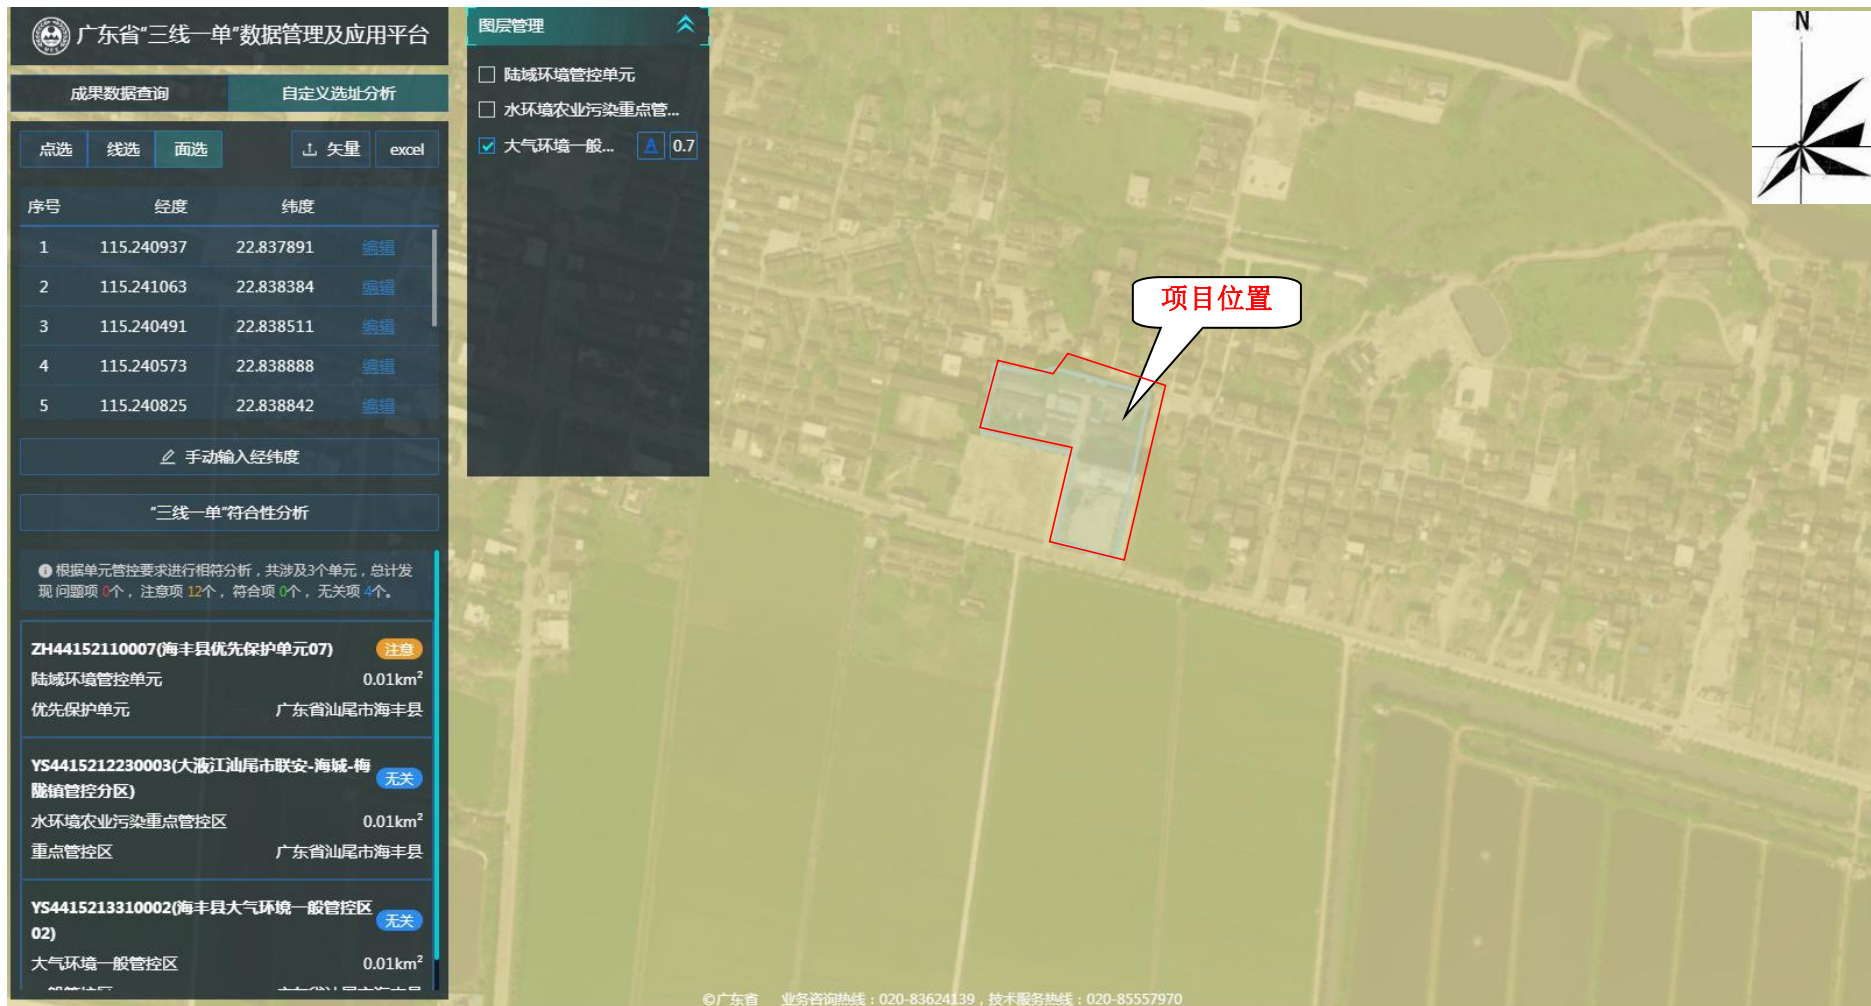 广东省“三线一单”数据管理及应用平台
成果数据查询 自定义选址分析
点选 线选 面选 矢量 excel
序号 经度 纬度
1 115.240937 22.837891 编辑
2 115.241063 22.838384 编辑
3 115.240491 22.838511 编辑
4 115.240573 22.838888 编辑
5 115.240825 22.838842 编辑
手动输入经纬度
“三线一单”符合性分析
根据单元管控要求进行相符分析，共涉及3个单元，总计发
现 问题项 0个， 注意项 12个， 符合项 0个， 无关项 4个。
ZH44152110007(海丰县优先保护单元07) 注意
陆域环境管控单元 0.01km²
优先保护单元 广东省汕尾市海丰县
YS4415212230003(大液江汕尾市联安-海城-梅
陇镇管控分区) 无关
水环境农业污染重点管控区 0.01km²
重点管控区 广东省汕尾市海丰县
YS4415213310002(海丰县大气环境一般管控区
02) 无关
大气环境一般管控区 0.01km²
图层管理
陆域环境管控单元
水环境农业污染重点管...
大气环境一般... A 0.7
项目位置
N
©广东省 业务咨询热线：020-83624139，技术服务热线：020-85557970